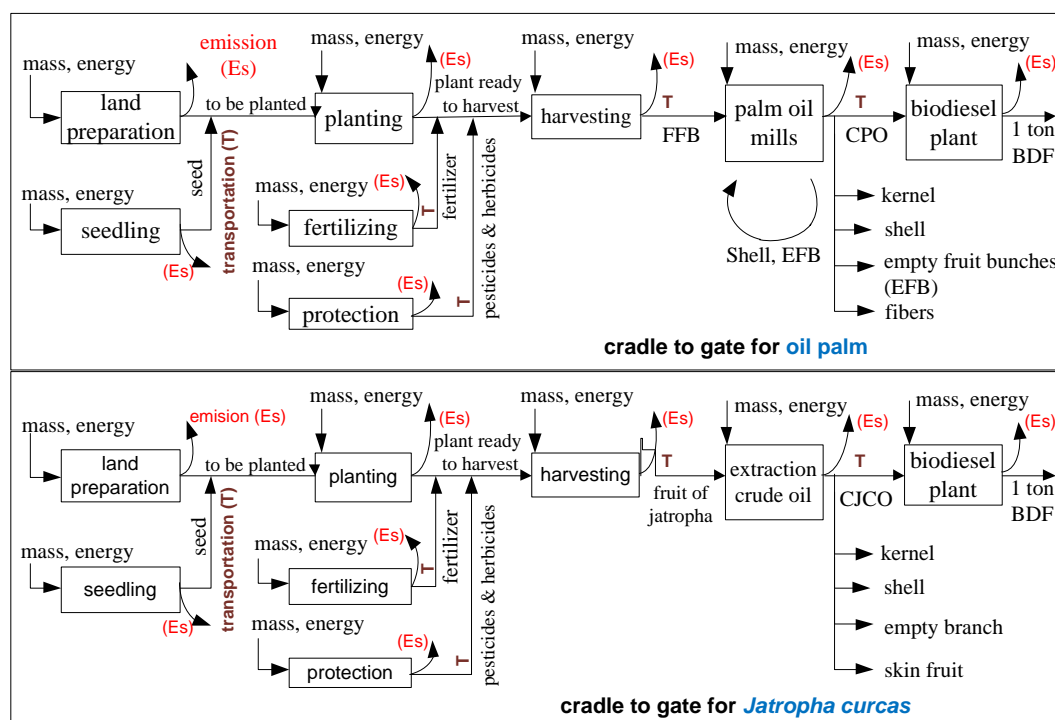 mass, energy
emission
(Es)
land
preparation
to be planted
mass, energy
(Es)
planting
plant ready
to harvest
mass, energy
(Es)
harvesting
T
FFB
mass, energy
(Es)
palm oil
mills
T
CPO
mass, energy
(Es)
biodiesel
plant
1 ton
BDF
mass, energy
seedling
(Es)
seed
transportation (T)
mass, energy
(Es)
fertilizing
T
fertilizer
mass, energy
(Es)
protection
T
pesticides & herbicides
Shell, EFB
kernel
shell
empty fruit bunches
(EFB)
fibers
cradle to gate for oil palm
mass, energy
emision (Es)
land
preparation
to be planted
mass, energy
(Es)
planting
plant ready
to harvest
mass, energy
(Es)
harvesting
T
fruit of
jatropha
mass, energy
(Es)
extraction
crude oil
T
CJCO
mass, energy
(Es)
biodiesel
plant
1 ton
BDF
mass, energy
seedling
(Es)
seed
transportation (T)
mass, energy
(Es)
fertilizing
T
fertilizer
mass, energy
(Es)
protection
T
pesticides & herbicides
kernel
shell
empty branch
skin fruit
cradle to gate for Jatropha curcas